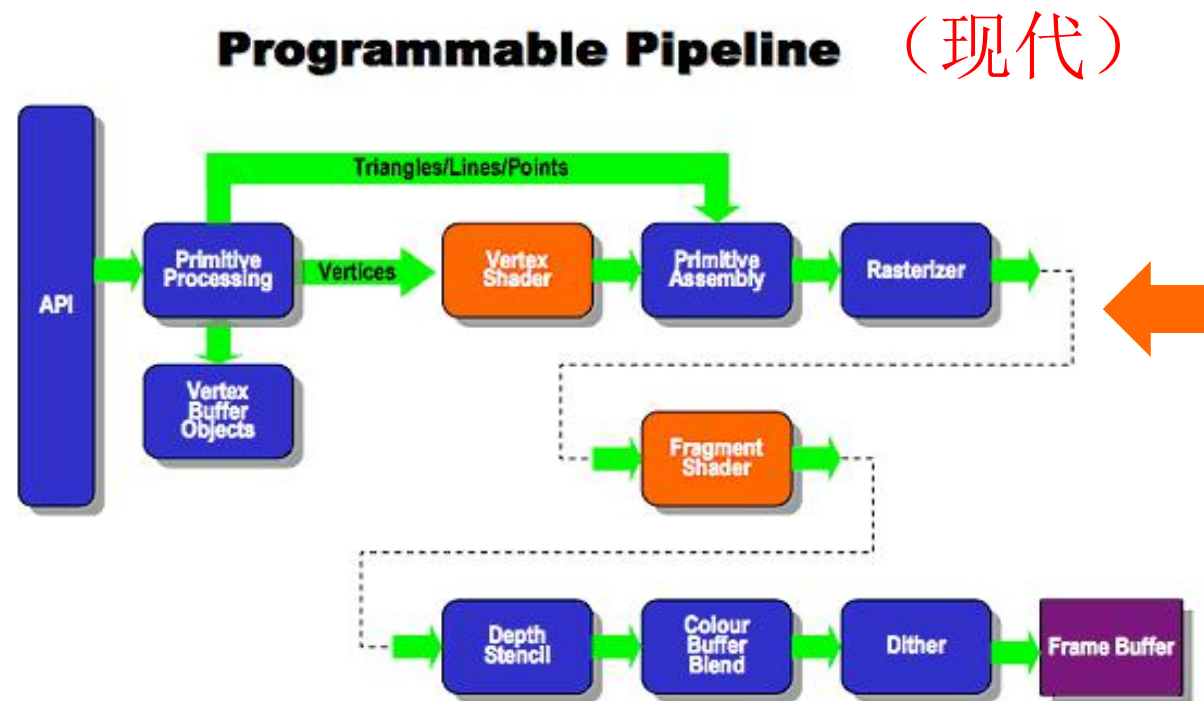 Programmable Pipeline （现代）
Triangles/Lines/Points
API
Primitive
Processing
Vertices
Vertex
Shader
Primitive
Assembly
Rasterizer
Vertex
Buffer
Objects
Fragment
Shader
Depth
Stencil
Colour
Buffer
Blend
Dither
Frame Buffer